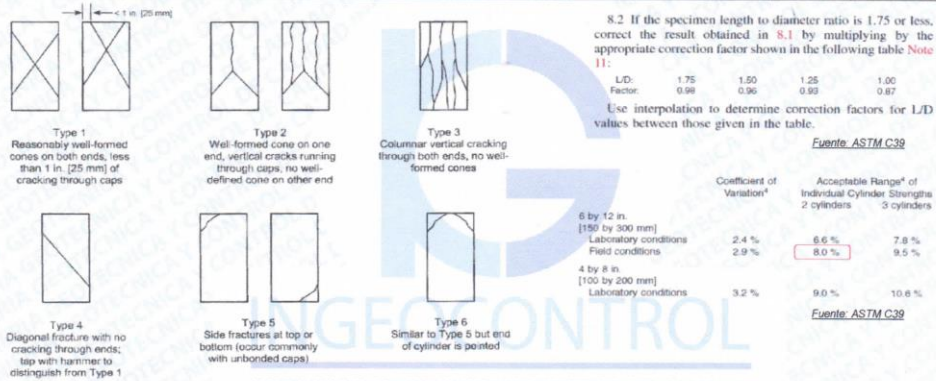 < 1 in. [25 mm]
Type 1
Reasonably well-formed
cones on both ends, less
than 1 in. [25 mm] of
cracking through caps
Type 2
Well-formed cone on one
end, vertical cracks running
through caps, no well-
defined cone on other end
Type 3
Columnar vertical cracking
through both ends, no well-
formed cones
Type 4
Diagonal fracture with no
cracking through ends;
tap with hammer to
distinguish from Type 1
Type 5
Side fractures at top or
bottom (occur commonly
with unbonded caps)
Type 6
Similar to Type 5 but end
of cylinder is pointed
8.2 If the specimen length to diameter ratio is 1.75 or less,
correct the result obtained in 8.1 by multiplying by the
appropriate correction factor shown in the following table Note
11:
L/D: 1.75 1.50 1.25 1.00
Factor: 0.98 0.96 0.93 0.87
Use interpolation to determine correction factors for L/D
values between those given in the table.
Fuente: ASTM C39
Coefficient of Acceptable Range⁴ of
Variation⁴ Individual Cylinder Strengths
2 cylinders 3 cylinders
6 by 12 in.
[150 by 300 mm]
Laboratory conditions 2.4 % 6.6 % 7.8 %
Field conditions 2.9 % 8.0 % 9.5 %
4 by 8 in.
[100 by 200 mm]
Laboratory conditions 3.2 % 9.0 % 10.6 %
Fuente: ASTM C39
INGEOCONTROL